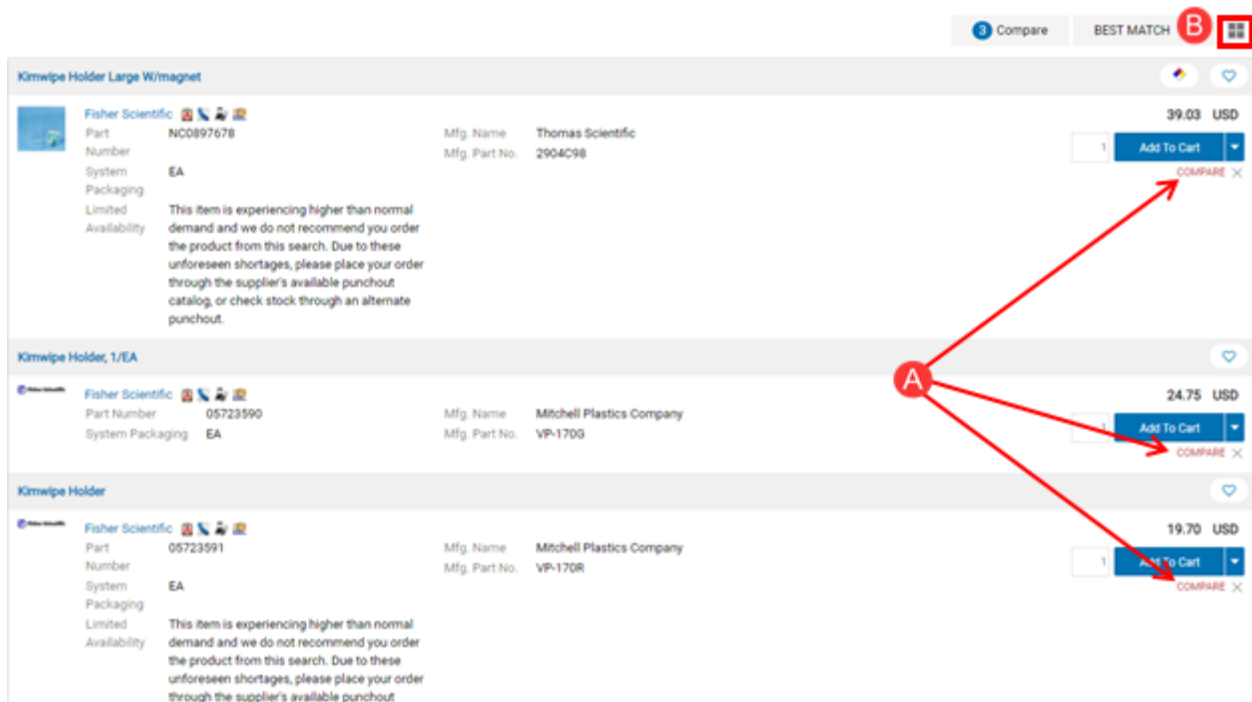 3 Compare BEST MATCH B
Kimwipe Holder Large W/magnet
Fisher Scientific 39.03 USD
Part Number NC0897678 Mfg. Name Thomas Scientific
Mfg. Part No. 2904C98
1 Add To Cart
COMPARE
System Packaging EA
Limited Availability This item is experiencing higher than normal
demand and we do not recommend you order
the product from this search. Due to these
unforeseen shortages, please place your order
through the supplier's available punchout
catalog, or check stock through an alternate
punchout.
Kimwipe Holder, 1/EA
A
Fisher Scientific 24.75 USD
Part Number 05723590 Mfg. Name Mitchell Plastics Company
1 Add To Cart
System Packaging EA Mfg. Part No. VP-170G
COMPARE
Kimwipe Holder
Fisher Scientific 19.70 USD
Part Number 05723591 Mfg. Name Mitchell Plastics Company
Mfg. Part No. VP-170R
1 Add To Cart
COMPARE
System Packaging EA
Limited Availability This item is experiencing higher than normal
demand and we do not recommend you order
the product from this search. Due to these
unforeseen shortages, please place your order
through the supplier's available punchout